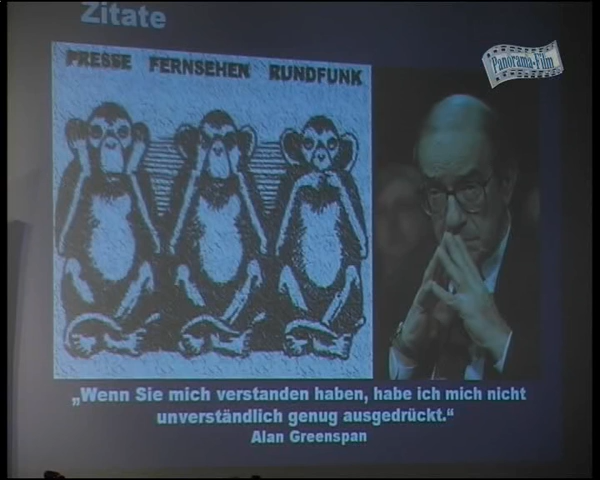 Zitate
Panorama-Film
PRESSE FERNSEHEN RUNDFUNK
„Wenn Sie mich verstanden haben, habe ich mich nicht
unverständlich genug ausgedrückt.“
Alan Greenspan